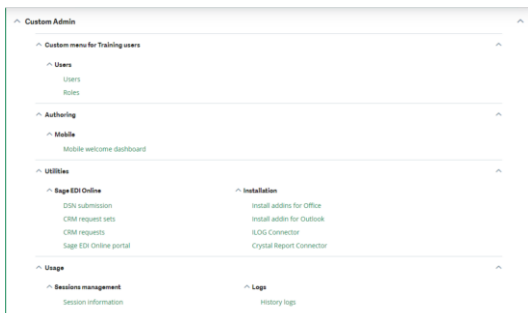 Custom Admin
Custom menu for Training users
Users
Users
Roles
Authoring
Mobile
Mobile welcome dashboard
Utilities
Sage EDI Online
DSN submission
CRM request sets
CRM requests
Sage EDI Online portal
Installation
Install addins for Office
Install addin for Outlook
ILOG Connector
Crystal Report Connector
Usage
Sessions management
Session information
Logs
History logs